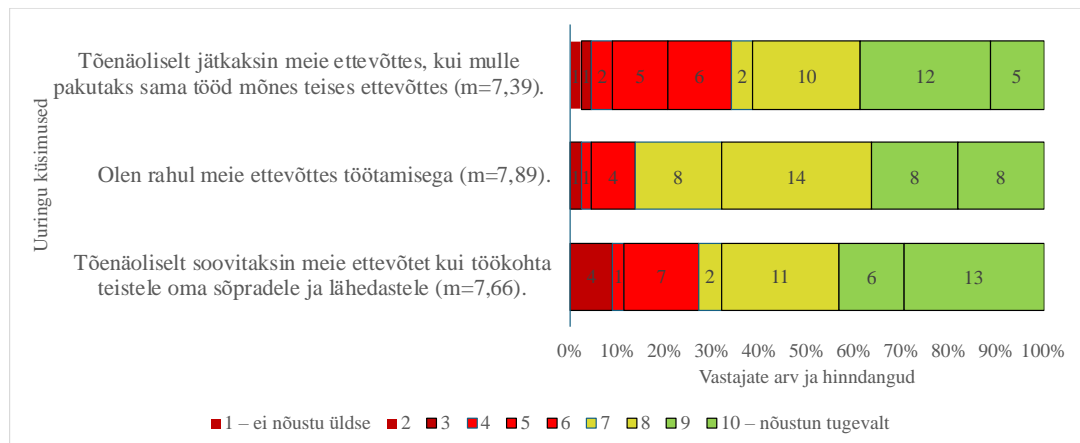 Uuringu küsimused
Tõenäoliselt jätkaksin meie ettevõttes, kui mulle
pakutaks sama tööd mõnes teises ettevõttes (m=7,39).
1 1 2 5 6 2 10 12 5
Olen rahul meie ettevõttes töötamisega (m=7,89).
1 1 4 8 14 8 8
Tõenäoliselt soovitaksin meie ettevõtet kui töökohta
teistele oma sõpradele ja lähedastele (m=7,66).
4 1 7 2 11 6 13
0% 10% 20% 30% 40% 50% 60% 70% 80% 90% 100%
Vastajate arv ja hinndangud
1 – ei nõustu üldse 2 3 4 5 6 7 8 9 10 – nõustun tugevalt